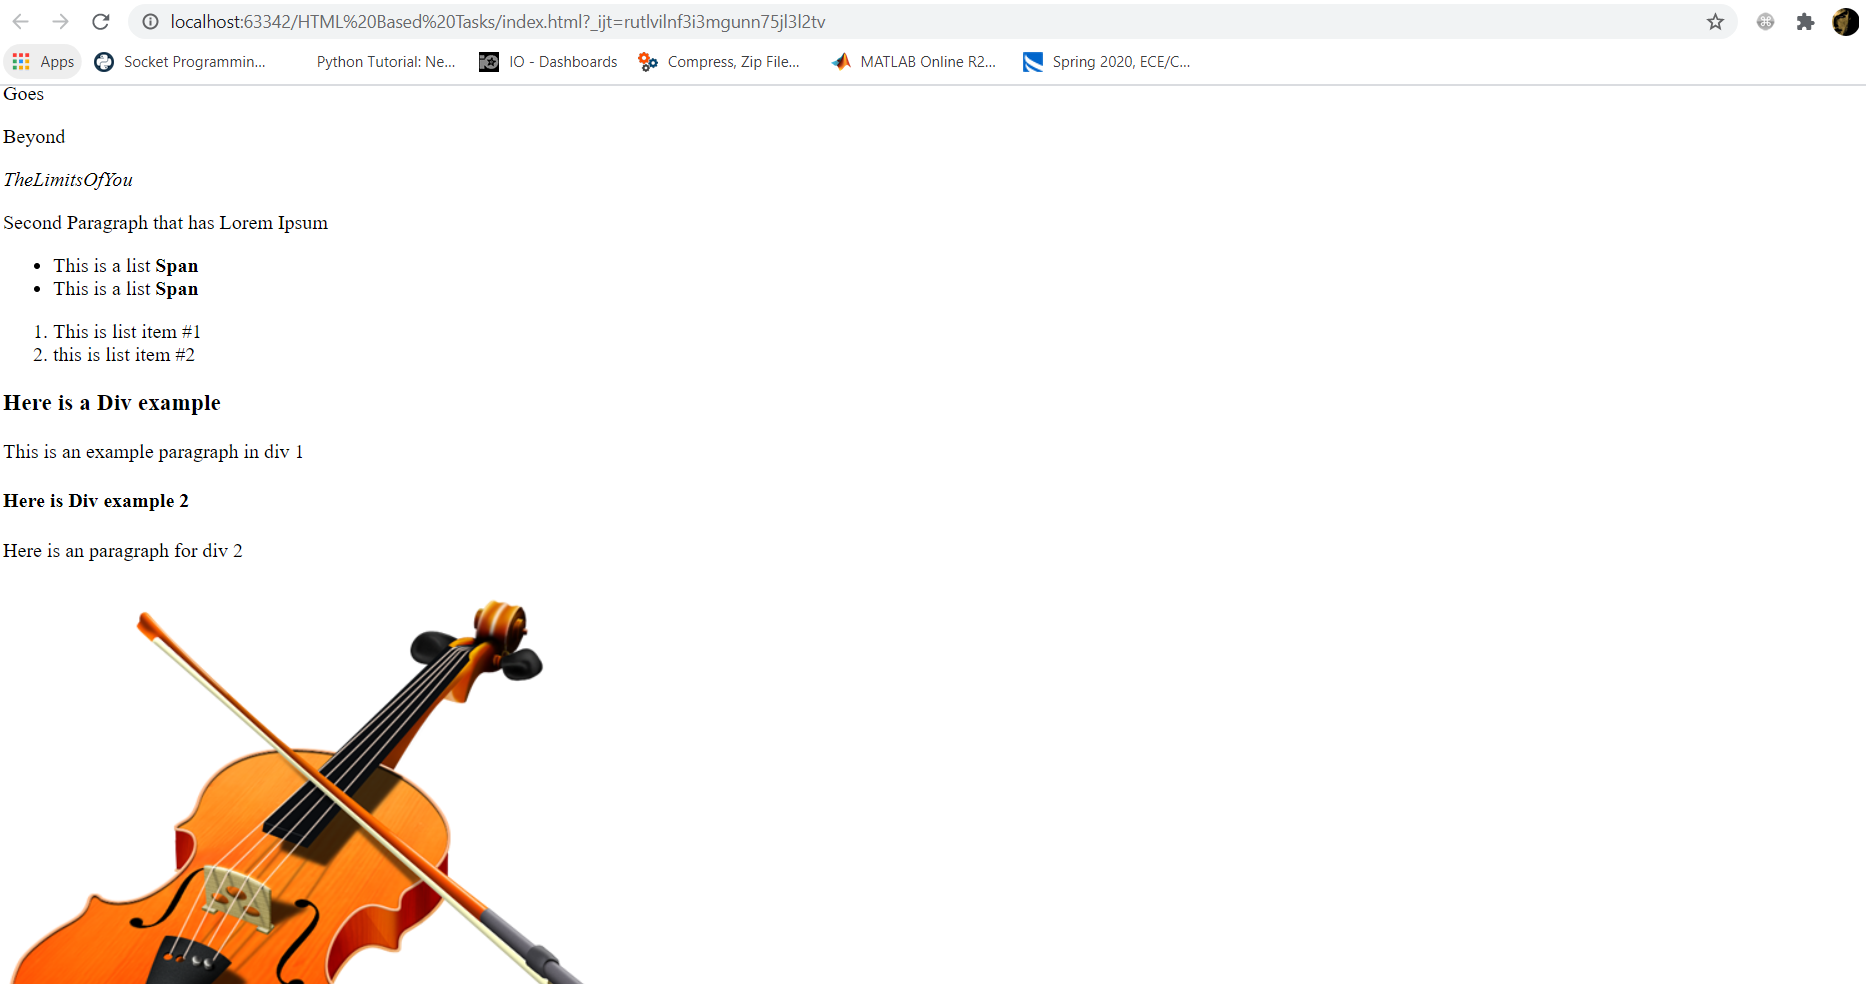 localhost:63342/HTML%20Based%20Tasks/index.html?_ijt=rutlvilnf3i3mgunn75jl3l2tv
Apps Socket Programmin... Python Tutorial: Ne... IO - Dashboards Compress, Zip File... MATLAB Online R2... Spring 2020, ECE/C...
Goes
Beyond
TheLimitsOfYou
Second Paragraph that has Lorem Ipsum
• This is a list Span
• This is a list Span
1. This is list item #1
2. this is list item #2
Here is a Div example
This is an example paragraph in div 1
Here is Div example 2
Here is an paragraph for div 2